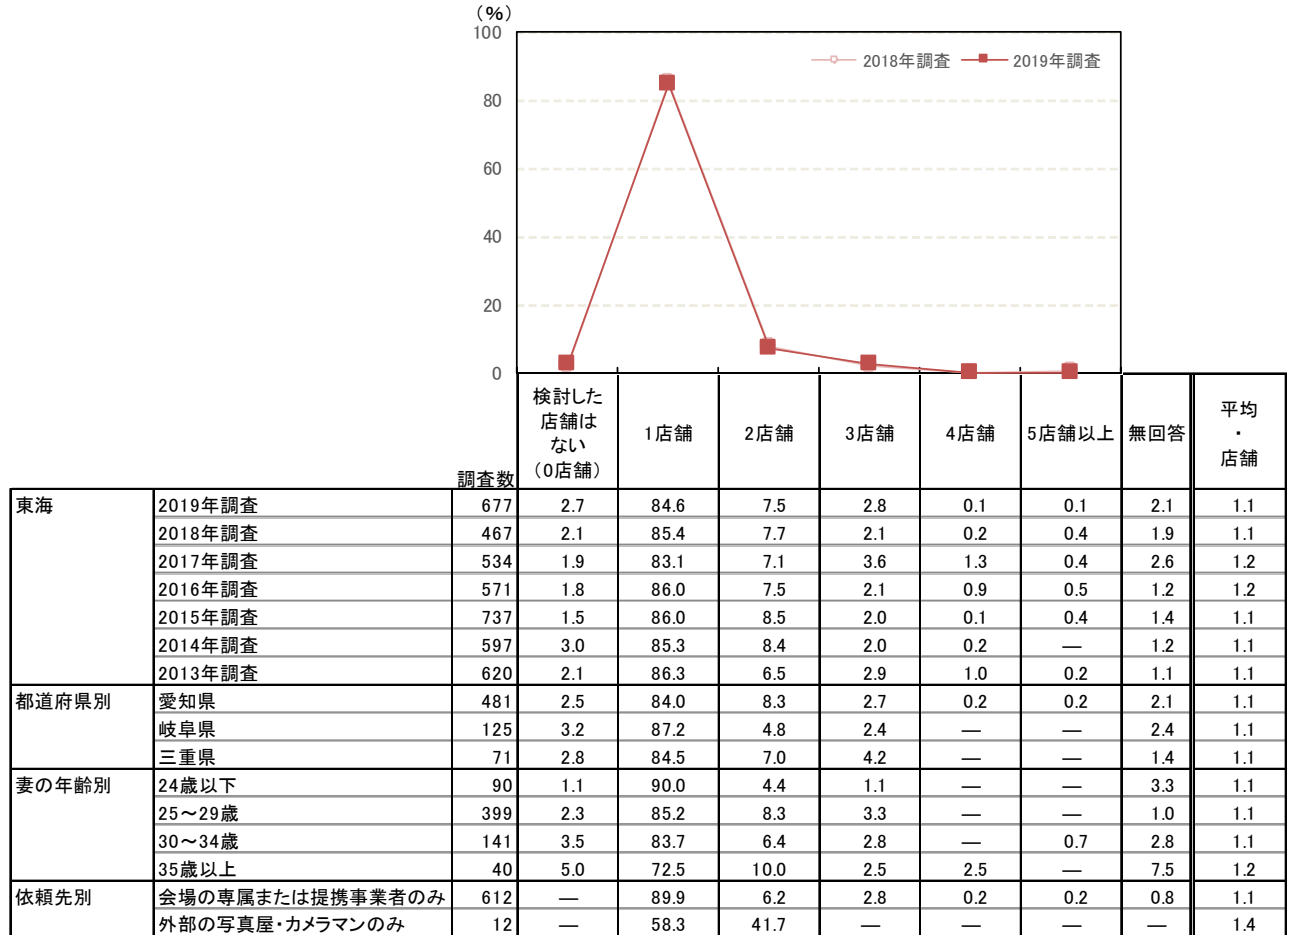 （％）
100
80
60
40
20
0
2018年調査 2019年調査
調査数 検討した店舗はない（0店舗） 1店舗 2店舗 3店舗 4店舗 5店舗以上 無回答 平均・店舗
東海 2019年調査 677 2.7 84.6 7.5 2.8 0.1 0.1 2.1 1.1
2018年調査 467 2.1 85.4 7.7 2.1 0.2 0.4 1.9 1.1
2017年調査 534 1.9 83.1 7.1 3.6 1.3 0.4 2.6 1.2
2016年調査 571 1.8 86.0 7.5 2.1 0.9 0.5 1.2 1.2
2015年調査 737 1.5 86.0 8.5 2.0 0.1 0.4 1.4 1.1
2014年調査 597 3.0 85.3 8.4 2.0 0.2 ― 1.2 1.1
2013年調査 620 2.1 86.3 6.5 2.9 1.0 0.2 1.1 1.1
都道府県別 愛知県 481 2.5 84.0 8.3 2.7 0.2 0.2 2.1 1.1
岐阜県 125 3.2 87.2 4.8 2.4 ― ― 2.4 1.1
三重県 71 2.8 84.5 7.0 4.2 ― ― 1.4 1.1
妻の年齢別 24歳以下 90 1.1 90.0 4.4 1.1 ― ― 3.3 1.1
25～29歳 399 2.3 85.2 8.3 3.3 ― ― 1.0 1.1
30～34歳 141 3.5 83.7 6.4 2.8 ― 0.7 2.8 1.1
35歳以上 40 5.0 72.5 10.0 2.5 2.5 ― 7.5 1.2
依頼先別 会場の専属または提携事業者のみ 612 ― 89.9 6.2 2.8 0.2 0.2 0.8 1.1
外部の写真屋・カメラマンのみ 12 ― 58.3 41.7 ― ― ― ― 1.4